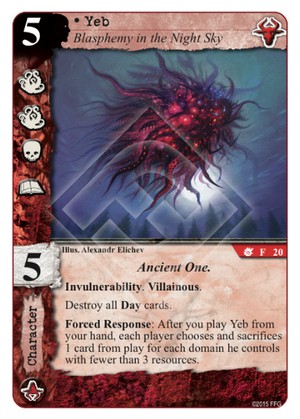 5
• Yeb
Blasphemy in the Night Sky
Illus. Alexandr Elichev
F 20
5
Ancient One.
Invulnerability. Villainous.
Destroy all Day cards.
Forced Response: After you play Yeb from
your hand, each player chooses and sacrifices
1 card from play for each domain he controls
with fewer than 3 resources.
Character
©2015 FFG